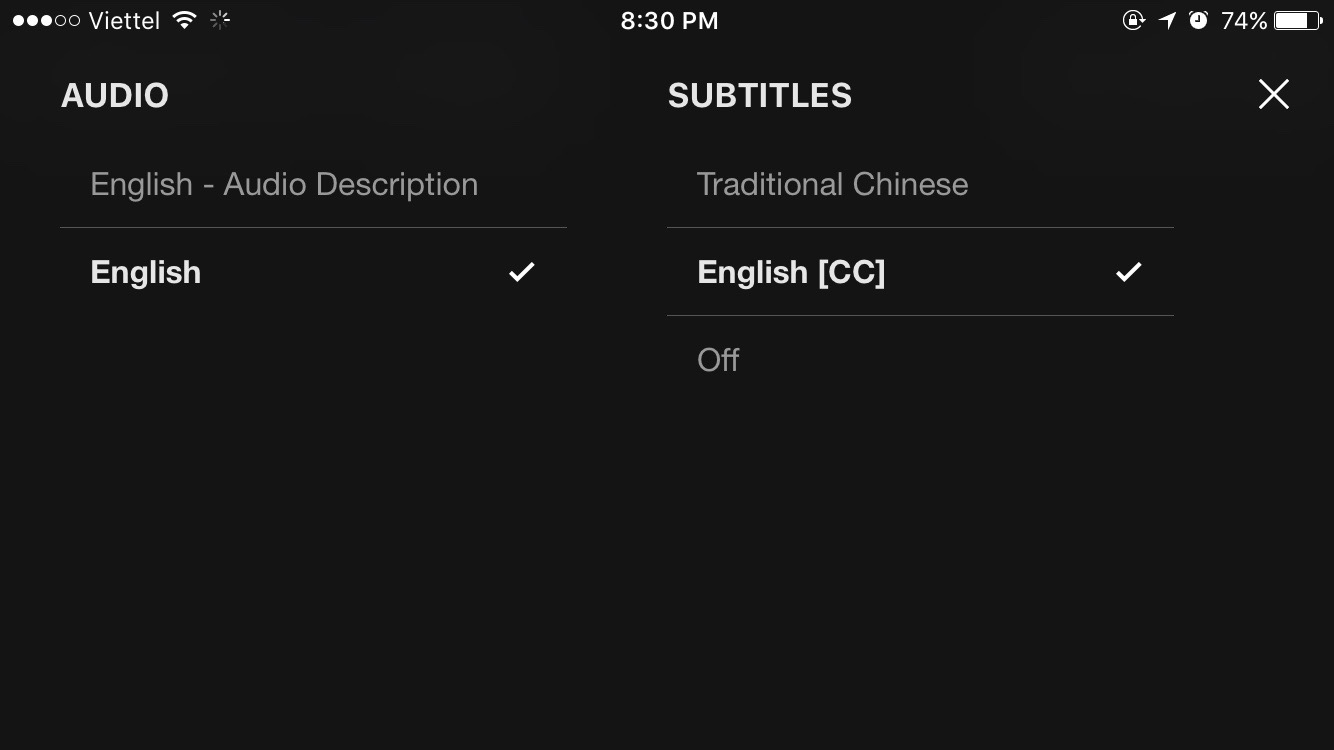 Viettel 8:30 PM 74%
AUDIO
English - Audio Description
English
SUBTITLES
Traditional Chinese
English [CC]
Off